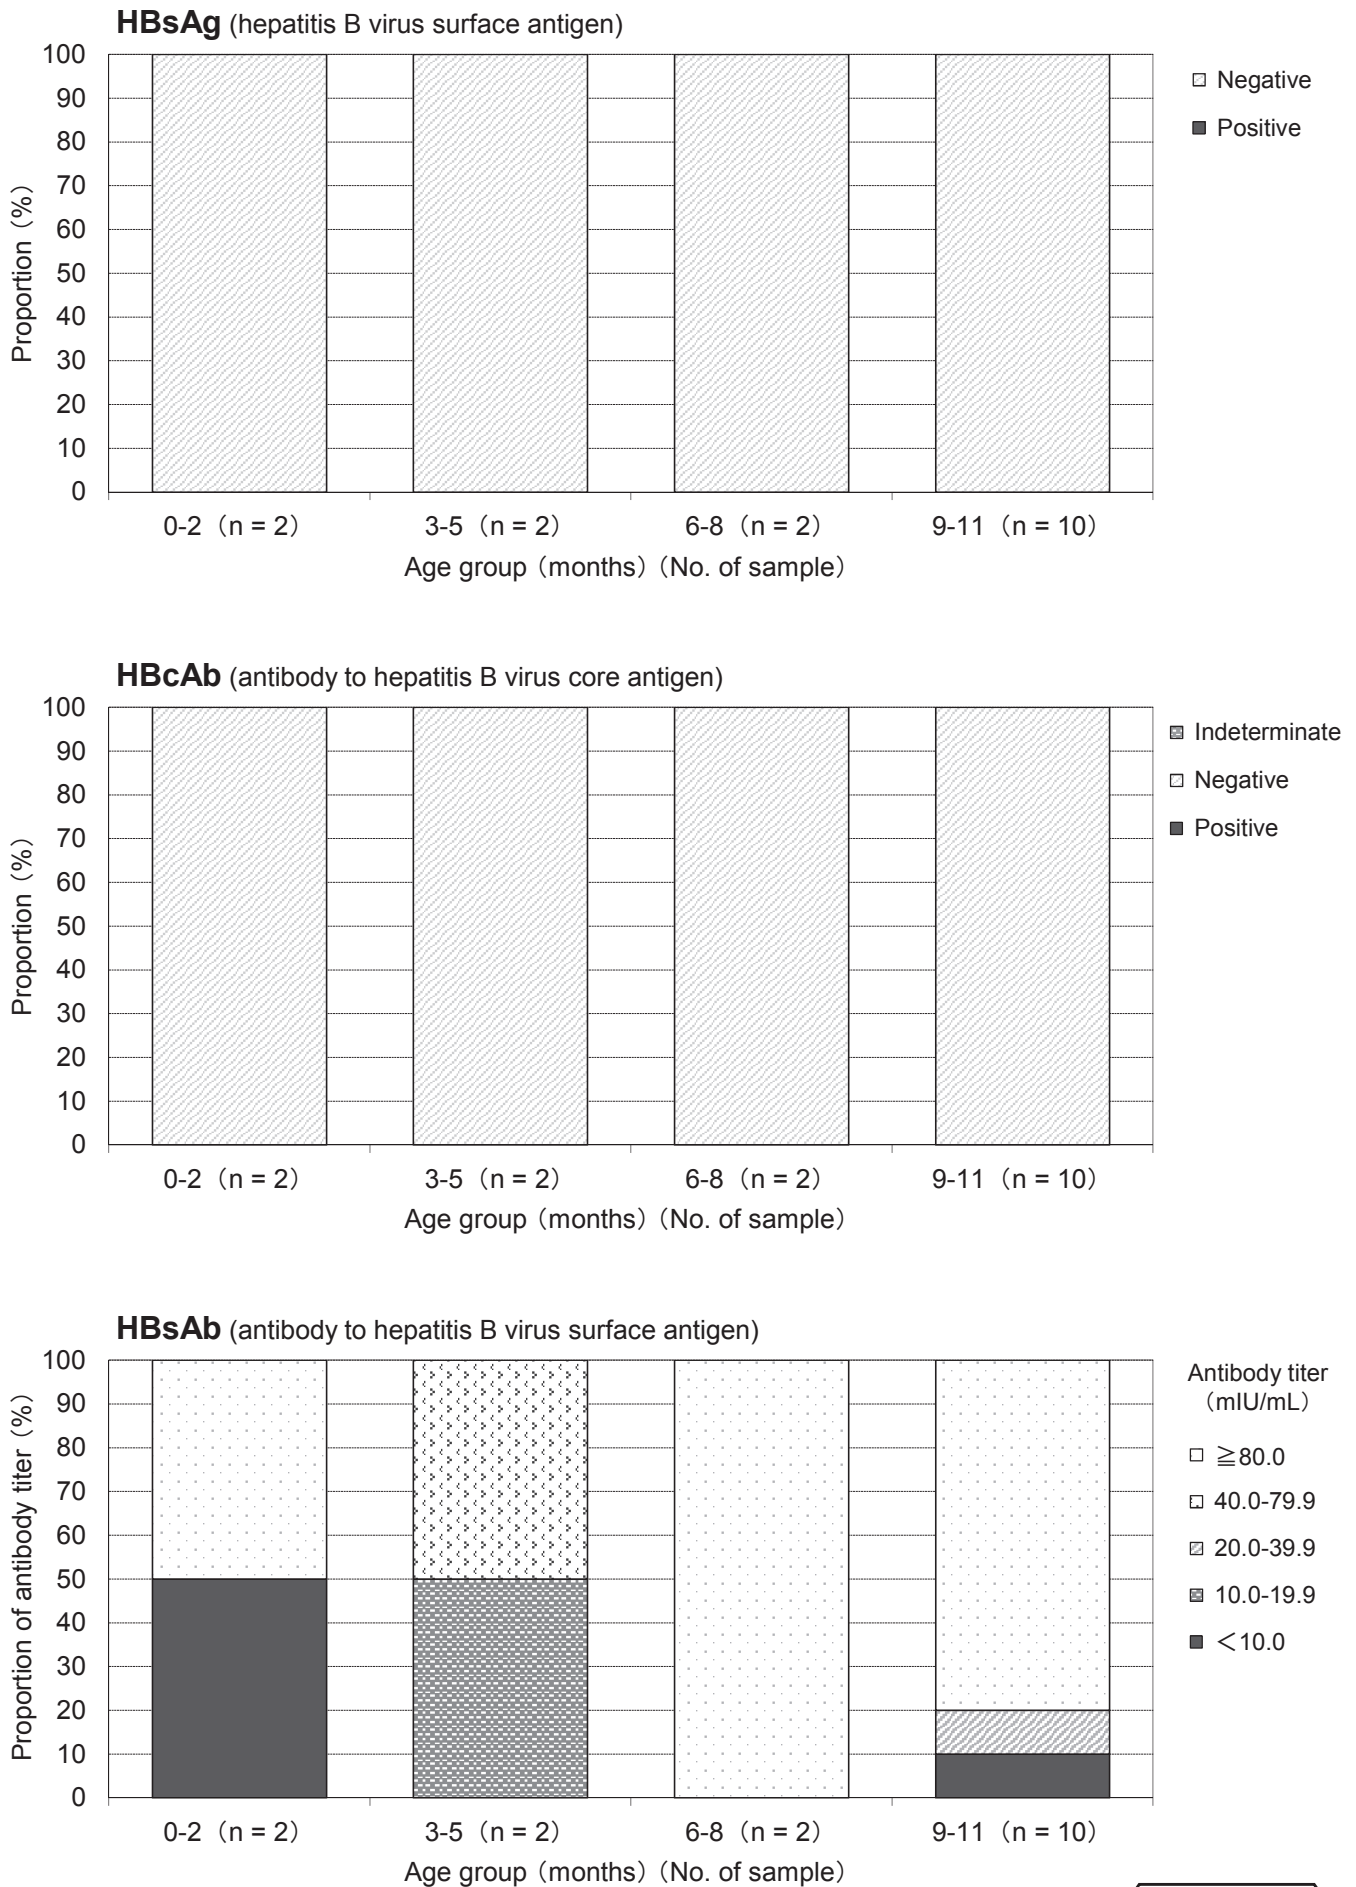 HBsAg (hepatitis B virus surface antigen)
100
90
80
70
60
50
40
30
20
10
0
Proportion（%）
Negative
Positive
0-2（n = 2） 3-5（n = 2） 6-8（n = 2） 9-11（n = 10）
Age group（months）（No. of sample）
HBcAb (antibody to hepatitis B virus core antigen)
100
90
80
70
60
50
40
30
20
10
0
Proportion（%）
Indeterminate
Negative
Positive
0-2（n = 2） 3-5（n = 2） 6-8（n = 2） 9-11（n = 10）
Age group（months）（No. of sample）
HBsAb (antibody to hepatitis B virus surface antigen)
100
90
80
70
60
50
40
30
20
10
0
Proportion of antibody titer（%）
Antibody titer
（mIU/mL）
≧80.0
40.0-79.9
20.0-39.9
10.0-19.9
＜10.0
0-2（n = 2） 3-5（n = 2） 6-8（n = 2） 9-11（n = 10）
Age group（months）（No. of sample）